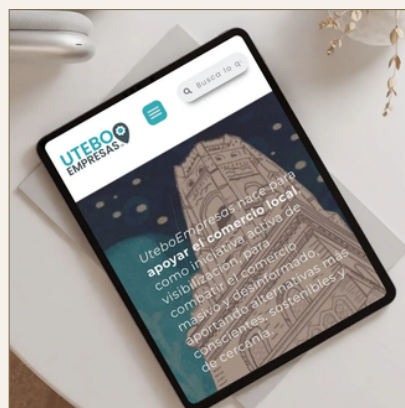 UTEBO
EMPRESAS
Busca lo q
UteboEmpresas nace para
apoyar el comercio local
como iniciativa activa de
visibilización, para
combatir el comercio
masivo y desinformado,
aportando alternativas más
conscientes, sostenibles y
de cercanía.